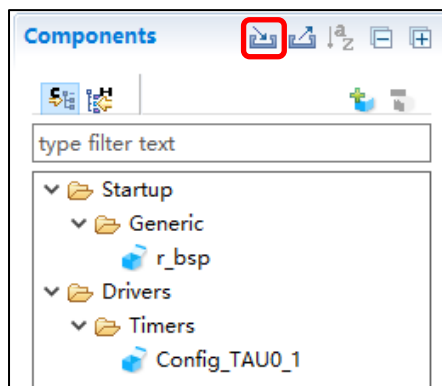 Components
type filter text
Startup
Generic
r_bsp
Drivers
Timers
Config_TAU0_1